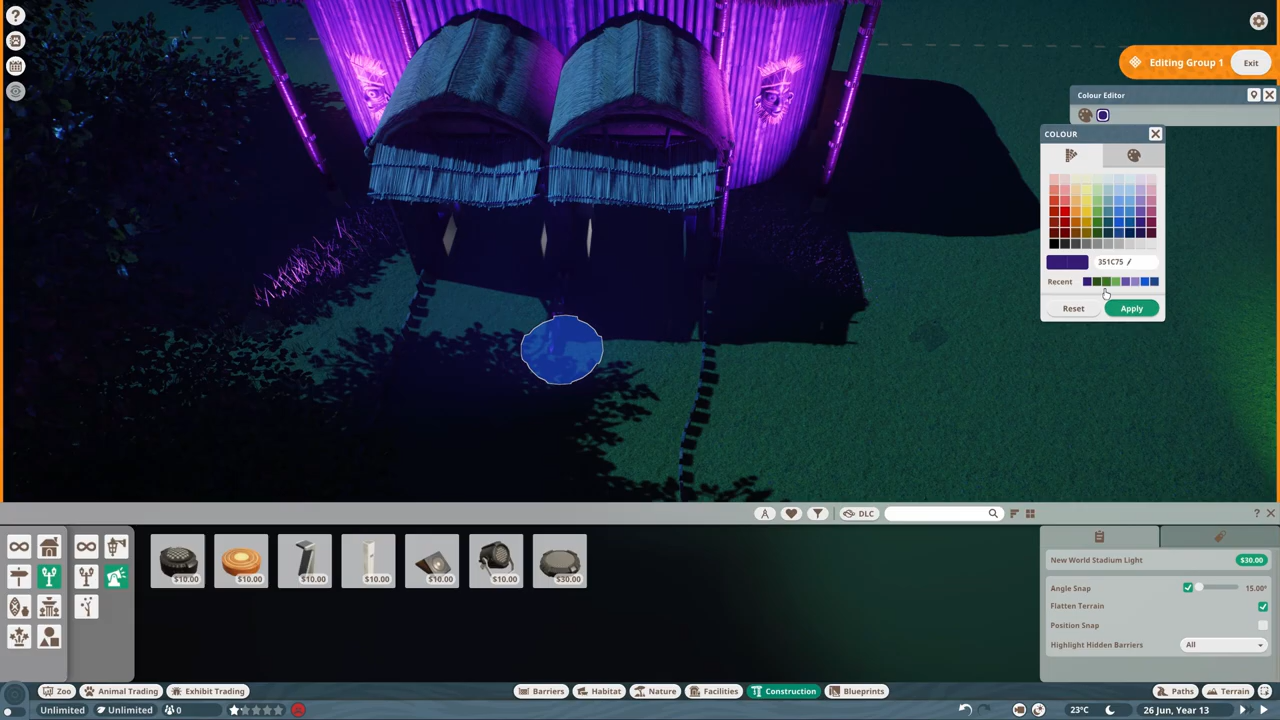 ?
Editing Group 1
Exit
Colour Editor
COLOUR
351C75
Recent
Reset
Apply
DLC
?
$10.00
$10.00
$10.00
$10.00
$10.00
$10.00
$30.00
New World Stadium Light
$30.00
Angle Snap
15.00°
Flatten Terrain
Position Snap
Highlight Hidden Barriers
All
Zoo
Animal Trading
Exhibit Trading
Barriers
Habitat
Nature
Facilities
Construction
Blueprints
Paths
Terrain
Unlimited
Unlimited
0
23°C
26 Jun, Year 13